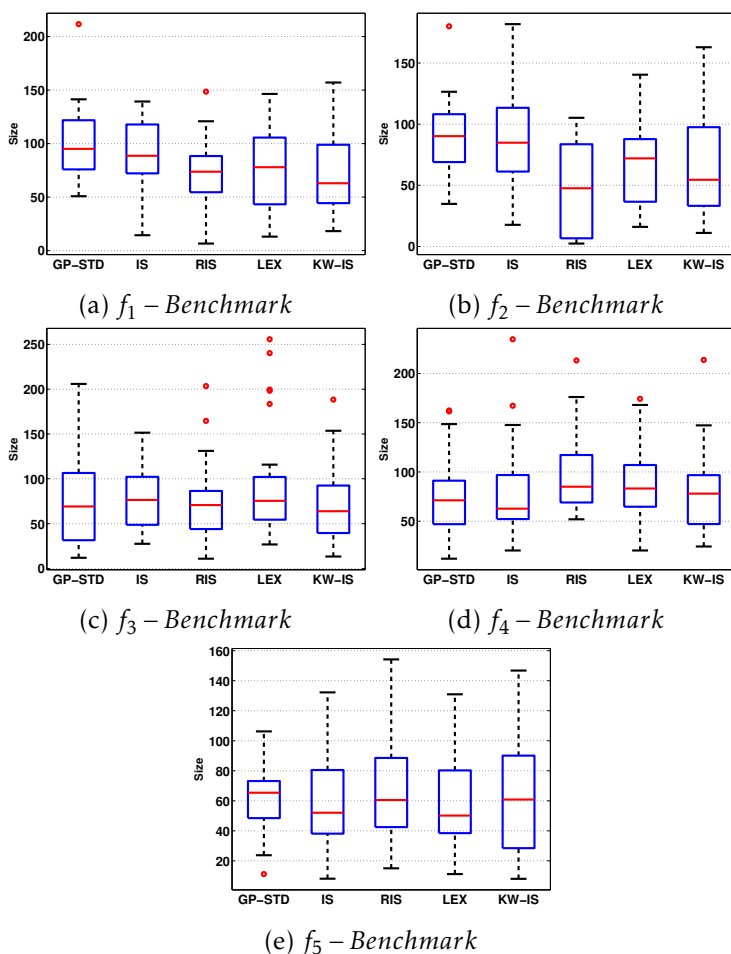 200
150
100
50
0
Size
GP-STD IS RIS LEX KW-IS
(a) f1 – Benchmark
150
100
50
0
Size
GP-STD IS RIS LEX KW-IS
(b) f2 – Benchmark
250
200
150
100
50
0
Size
GP-STD IS RIS LEX KW-IS
(c) f3 – Benchmark
200
150
100
50
Size
GP-STD IS RIS LEX KW-IS
(d) f4 – Benchmark
160
140
120
100
80
60
40
20
Size
GP-STD IS RIS LEX KW-IS
(e) f5 – Benchmark